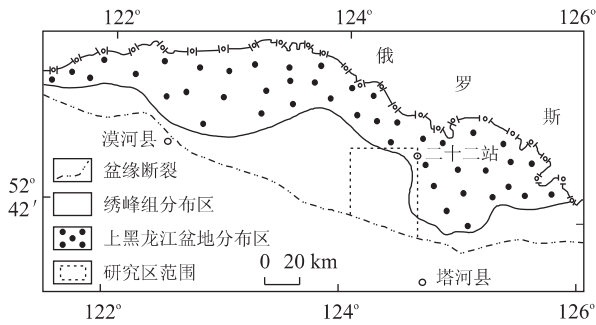 122°
124°
126°
俄
罗
斯
漠河县
二十二站
盆缘断裂
52°
42′
绣峰组分布区
上黑龙江盆地分布区
研究区范围
0 20 km
塔河县
122°
124°
126°